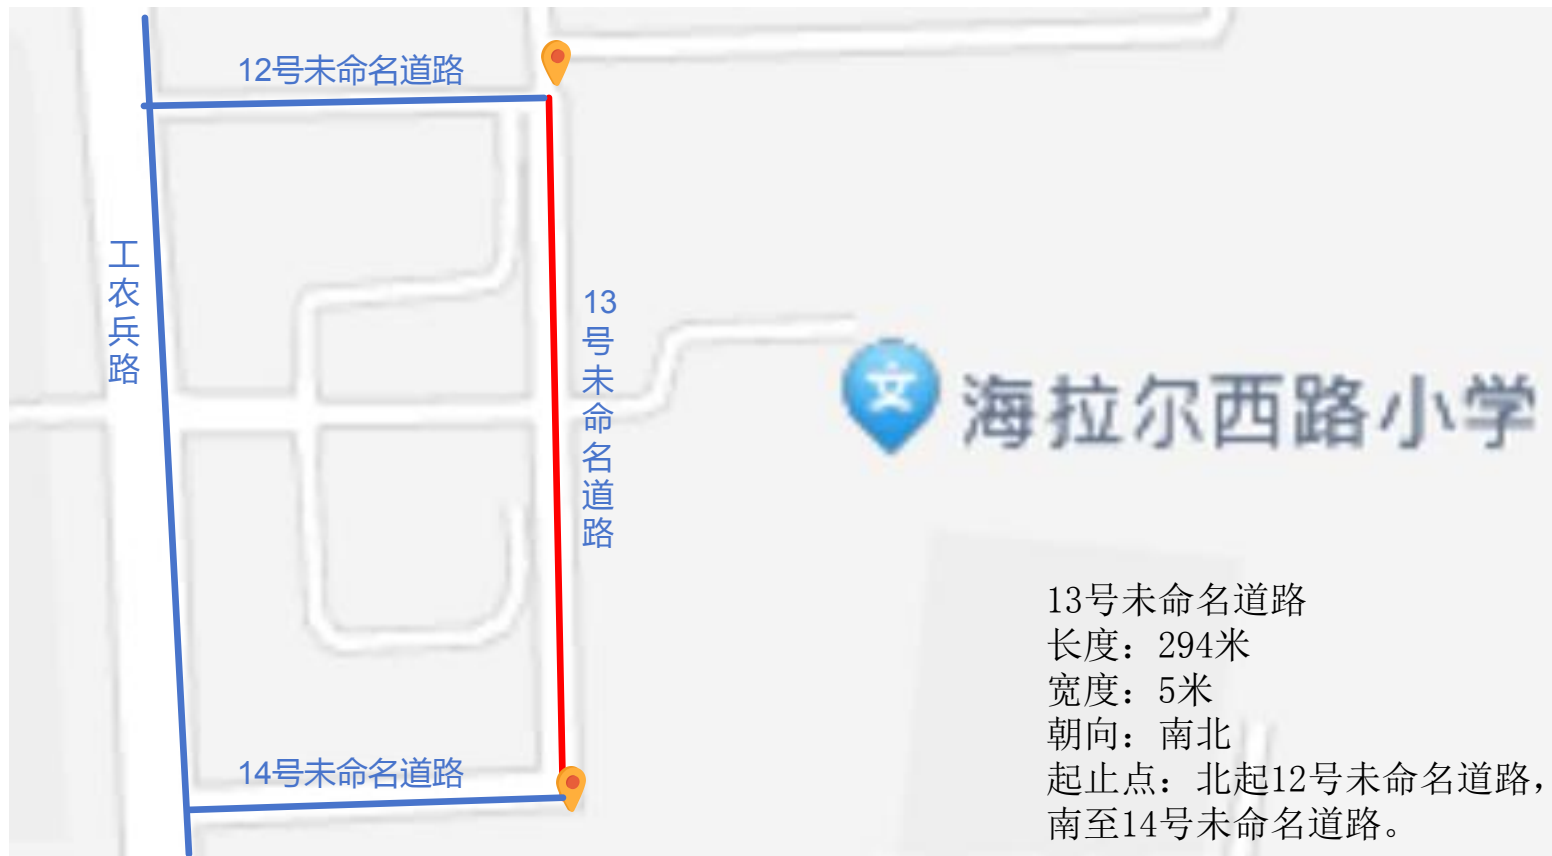 12号未命名道路
工农兵路
13号未命名道路
海拉尔西路小学
14号未命名道路
13号未命名道路
长度：294米
宽度：5米
朝向：南北
起止点：北起12号未命名道路，
南至14号未命名道路。
文